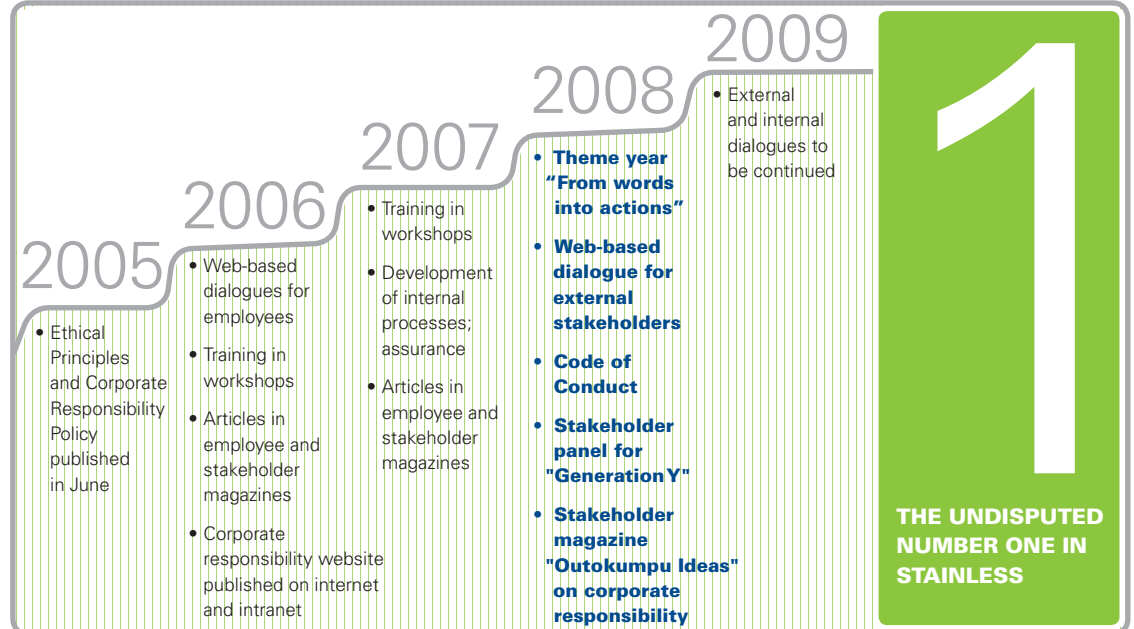 2005
• Ethical
Principles
and Corporate
Responsibility
Policy
published
in June
2006
• Web-based
dialogues for
employees
• Training in
workshops
• Articles in
employee and
stakeholder
magazines
• Corporate
responsibility website
published on internet
and intranet
2007
• Training in
workshops
• Development
of internal
processes;
assurance
• Articles in
employee and
stakeholder
magazines
2008
• Theme year
“From words
into actions”
• Web-based
dialogue for
external
stakeholders
• Code of
Conduct
• Stakeholder
panel for
"Generation Y"
• Stakeholder
magazine
"Outokumpu Ideas"
on corporate
responsibility
2009
• External
and internal
dialogues to
be continued
1
THE UNDISPUTED
NUMBER ONE IN
STAINLESS